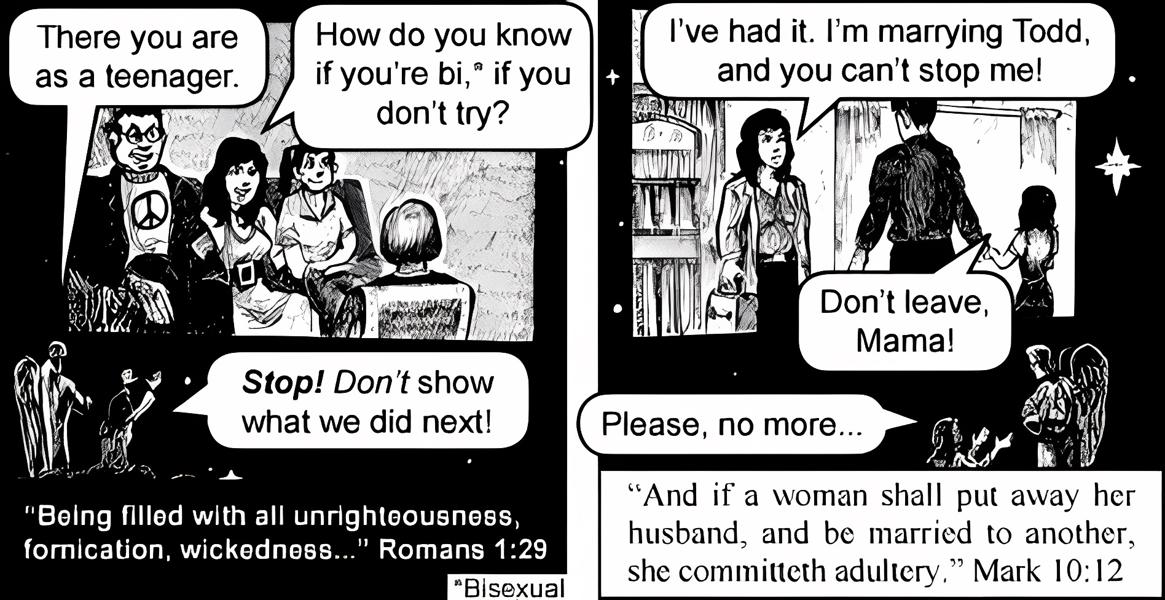 There you are
as a teenager.
How do you know
if you're bi,* if you
don't try?
Stop! Don't show
what we did next!
"Being filled with all unrighteousness,
fornication, wickedness..." Romans 1:29
*Bisexual
I've had it. I'm marrying Todd,
and you can't stop me!
Don't leave,
Mama!
Please, no more...
"And if a woman shall put away her
husband, and be married to another,
she committeth adultery." Mark 10:12